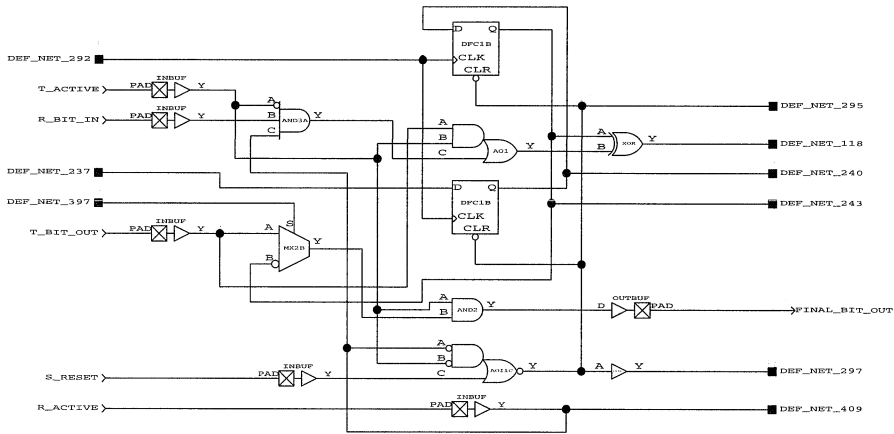 D Q
DFC1B
DEF_NET_292 CLK
CLR
INBUF
T_ACTIVE PAD Y
A DEF_NET_295
INBUF
R_BIT_IN PAD Y B AND3A Y A
C B AO1 Y A XOR Y DEF_NET_118
C B
DEF_NET_237 DEF_NET_240
D Q
DFC1B
DEF_NET_397 S DEF_NET_243
CLK
INBUF
T_BIT_OUT PAD Y A CLR
MX2B Y
B
A OUTBUF
AND2 Y D PAD FINAL_BIT_OUT
B
A
B INBUF
AOI1C Y A Y DEF_NET_297
S_RESET PAD Y C
INBUF
R_ACTIVE PAD Y DEF_NET_409